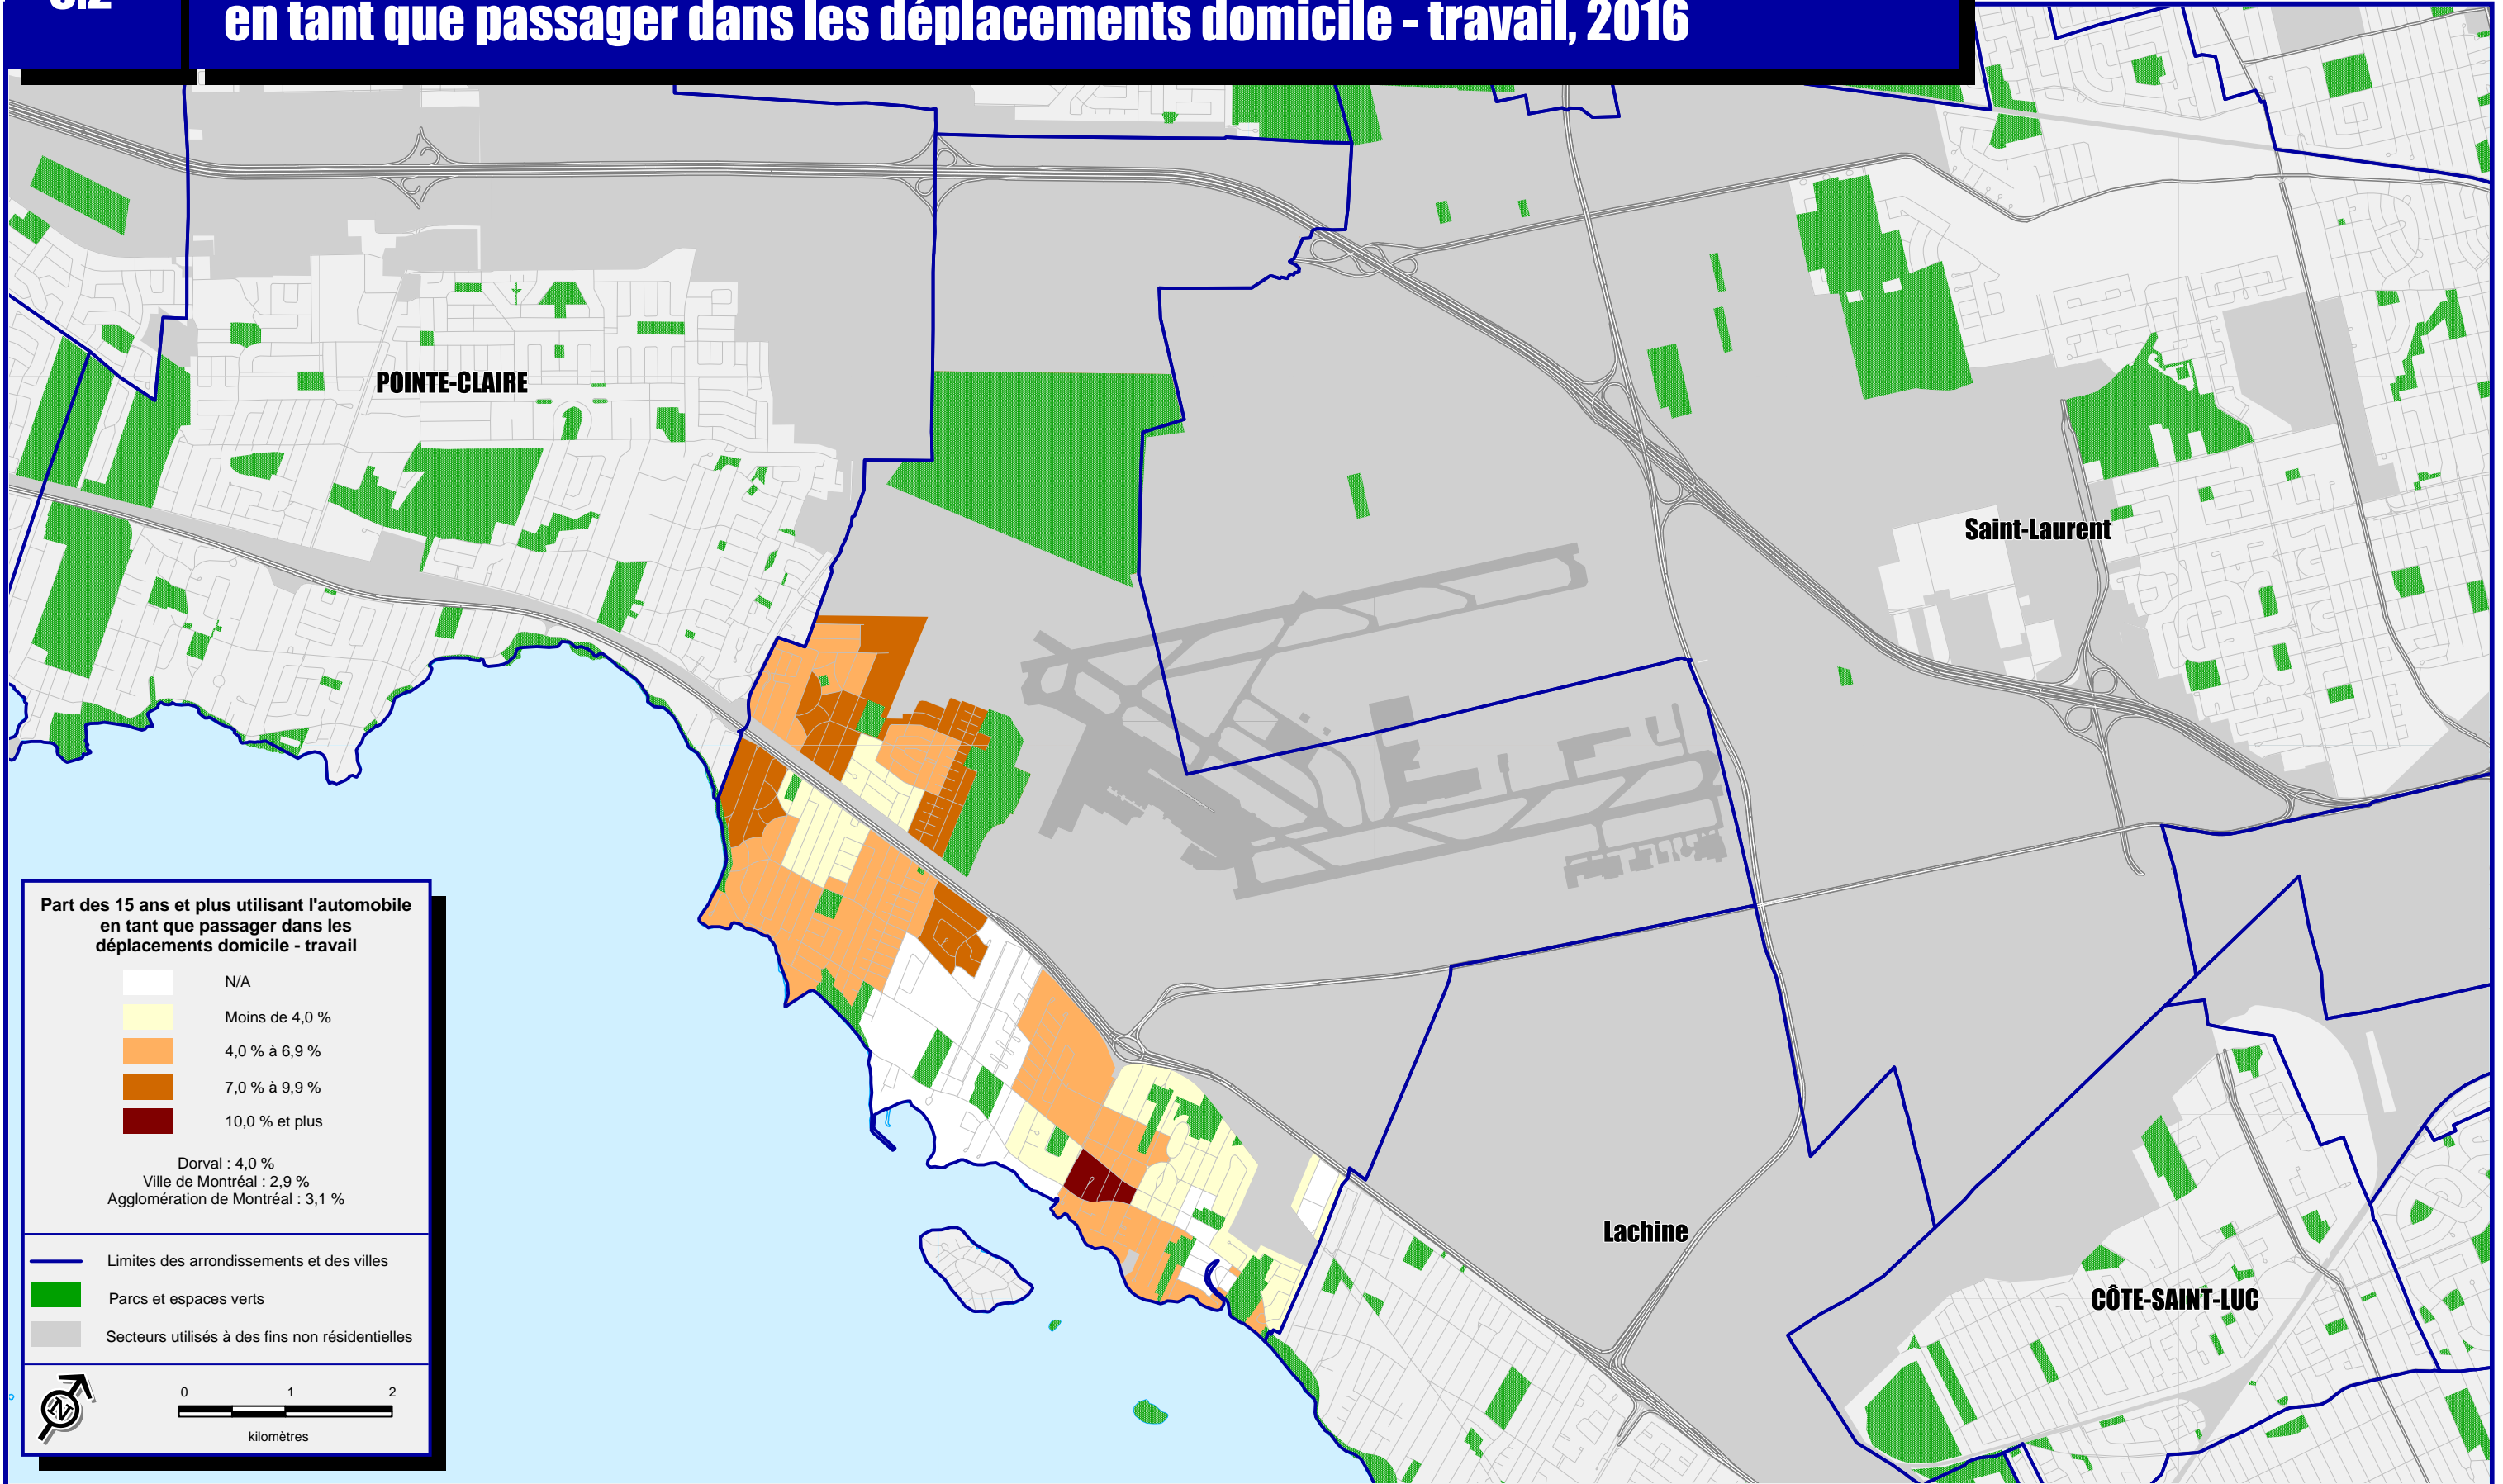 en tant que passager dans les déplacements domicile - travail, 2016
POINTE-CLAIRE
Saint-Laurent
Lachine
CÔTE-SAINT-LUC
Part des 15 ans et plus utilisant l'automobile
en tant que passager dans les
déplacements domicile - travail
N/A
Moins de 4,0 %
4,0 % à 6,9 %
7,0 % à 9,9 %
10,0 % et plus
Dorval : 4,0 %
Ville de Montréal : 2,9 %
Agglomération de Montréal : 3,1 %
Limites des arrondissements et des villes
Parcs et espaces verts
Secteurs utilisés à des fins non résidentielles
N
0 1 2
kilomètres